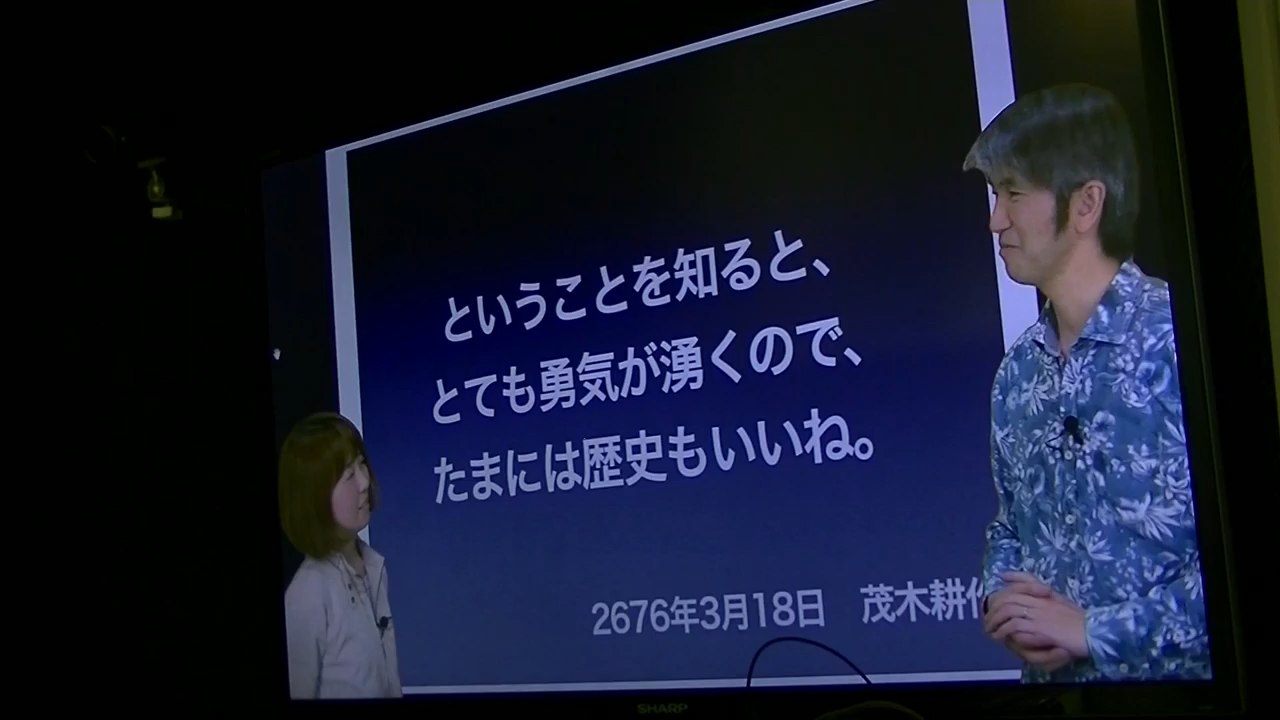 ということを知ると、
とても勇気が湧くので、
たまには歴史もいいね。
2676年3月18日 茂木耕
SHARP